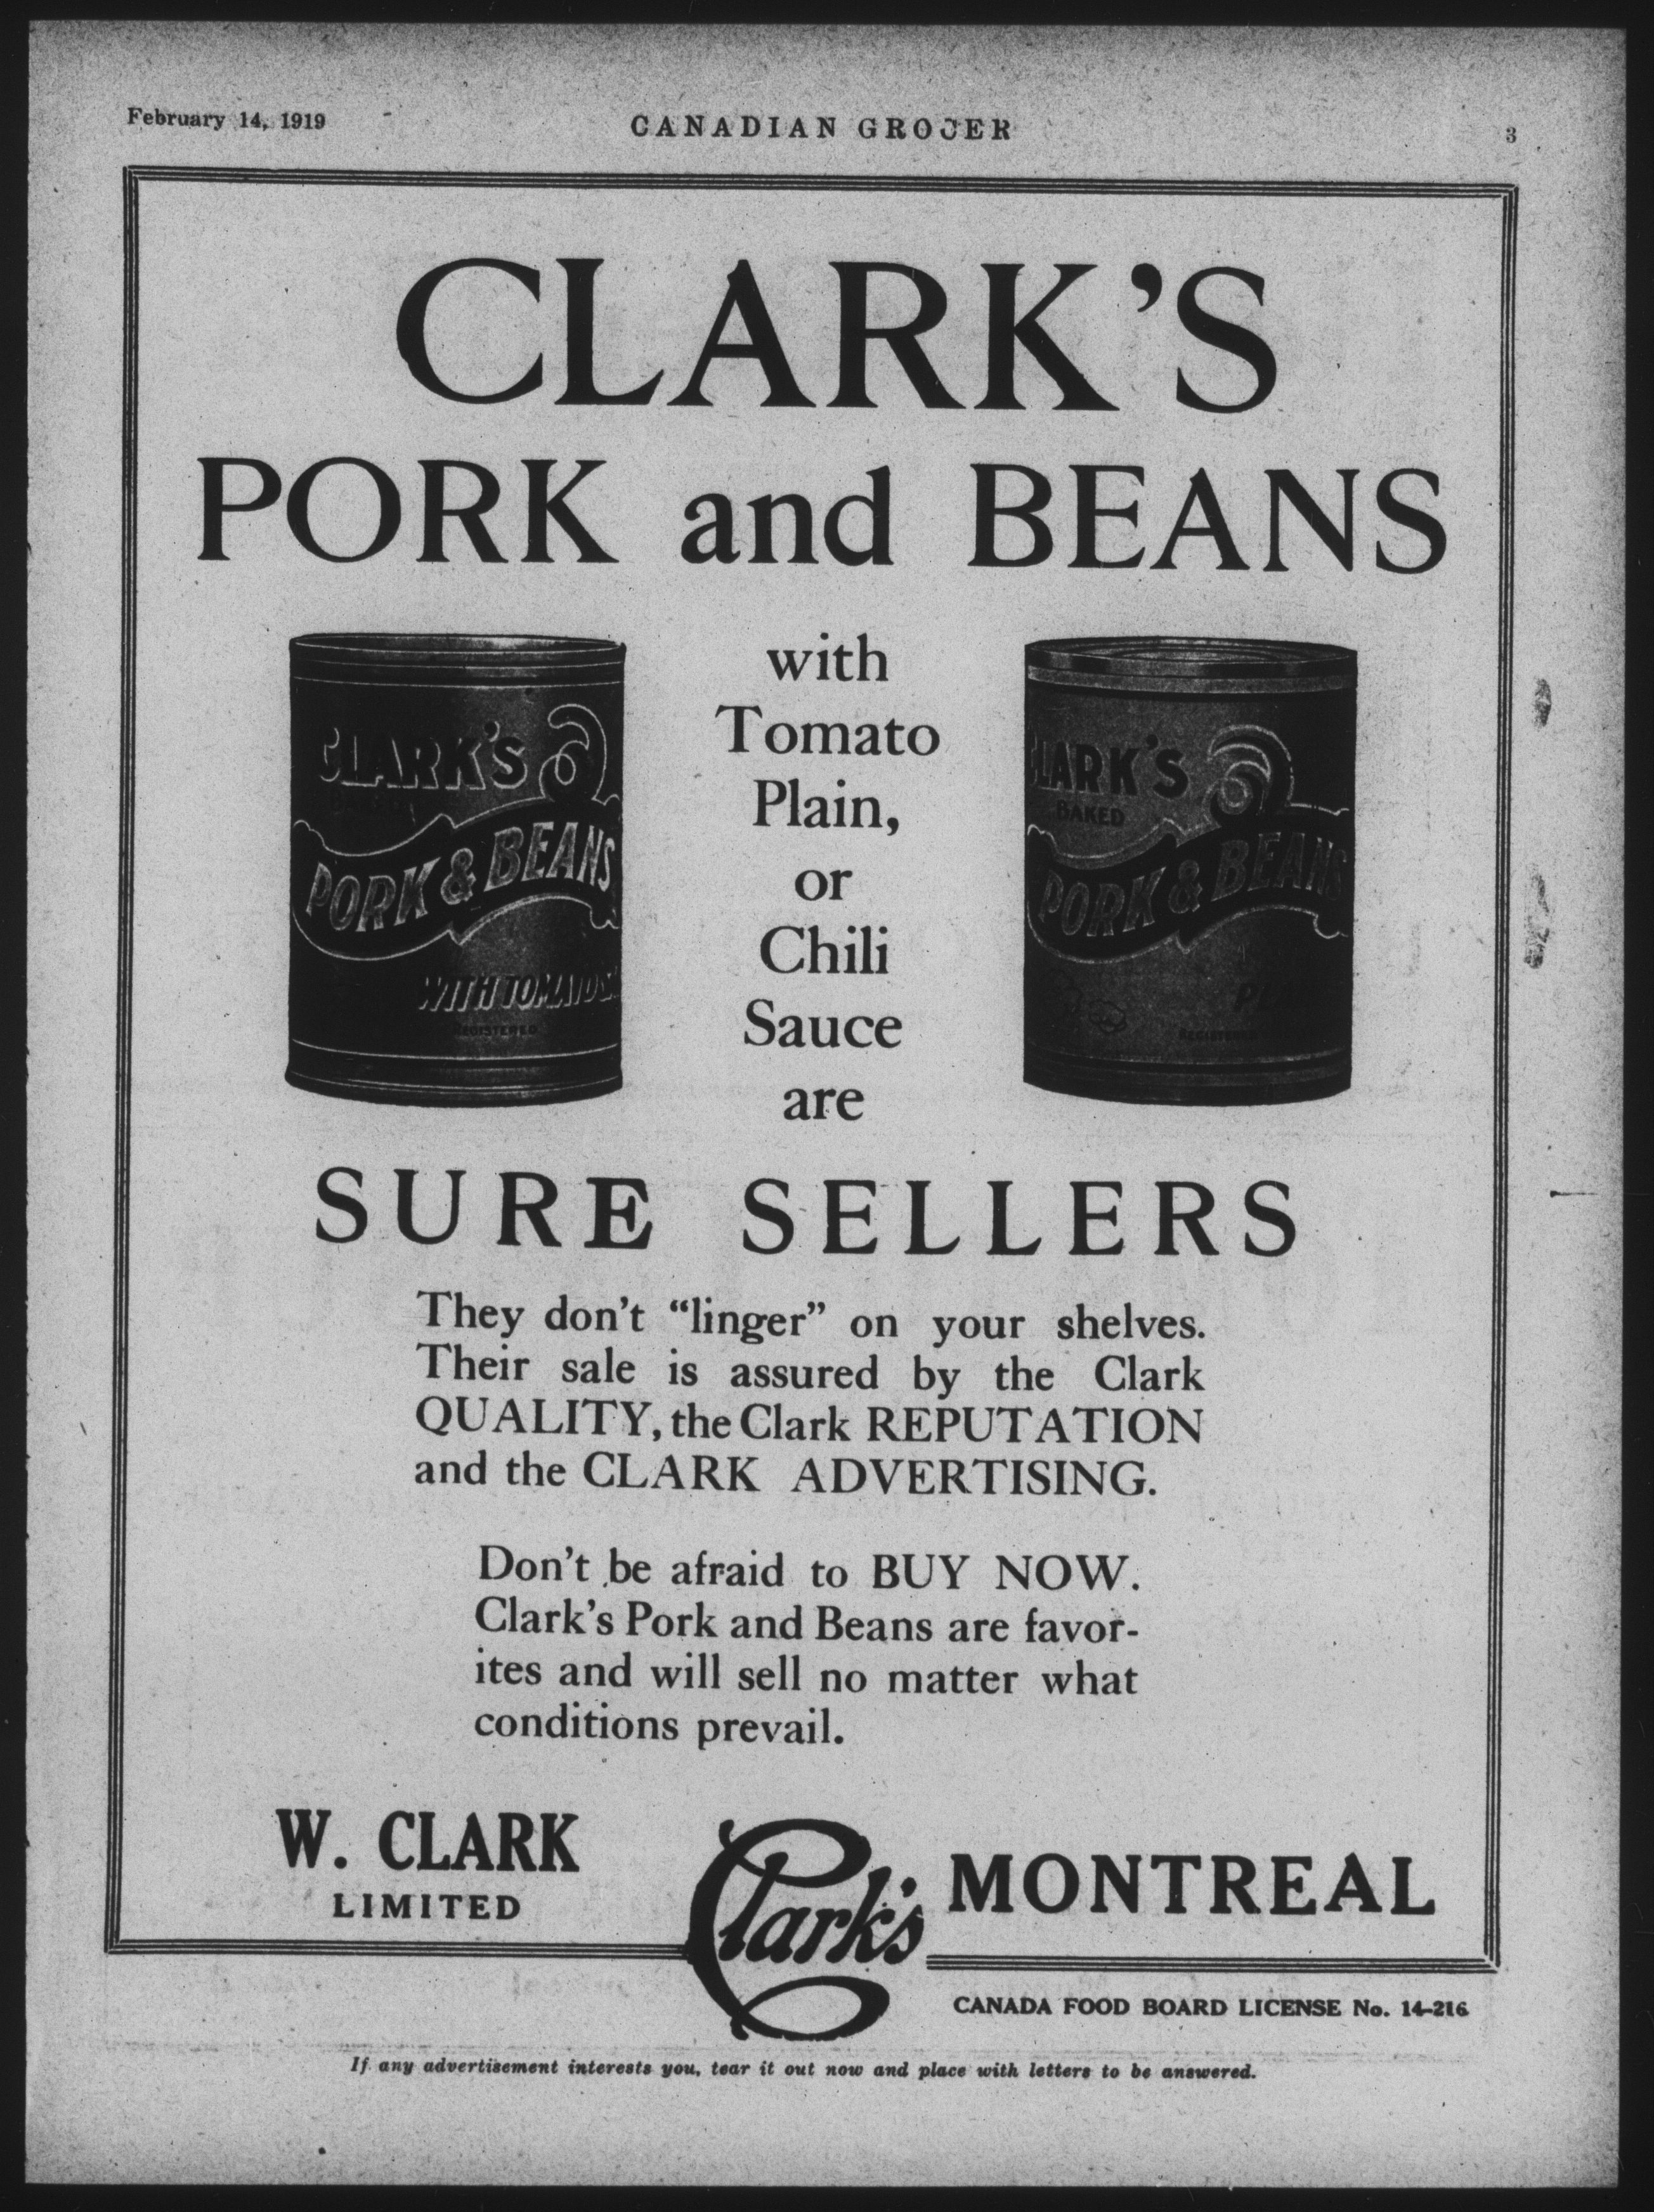 February 14, 1919
CANADIAN GROCER
3
CLARK'S
PORK and BEANS
with
Tomato
Plain,
or
Chili
Sauce
are
CLARK'S
PORK & BEANS
WITH TOMATO
REGISTERED
CLARK'S
BAKED
PORK & BEANS
REGISTERED
SURE SELLERS
They don't "linger" on your shelves.
Their sale is assured by the Clark
QUALITY, the Clark REPUTATION
and the CLARK ADVERTISING.
Don't be afraid to BUY NOW.
Clark's Pork and Beans are favor-
ites and will sell no matter what
conditions prevail.
W. CLARK
LIMITED
Clark's
MONTREAL
CANADA FOOD BOARD LICENSE No. 14-216
If any advertisement interests you, tear it out now and place with letters to be answered.